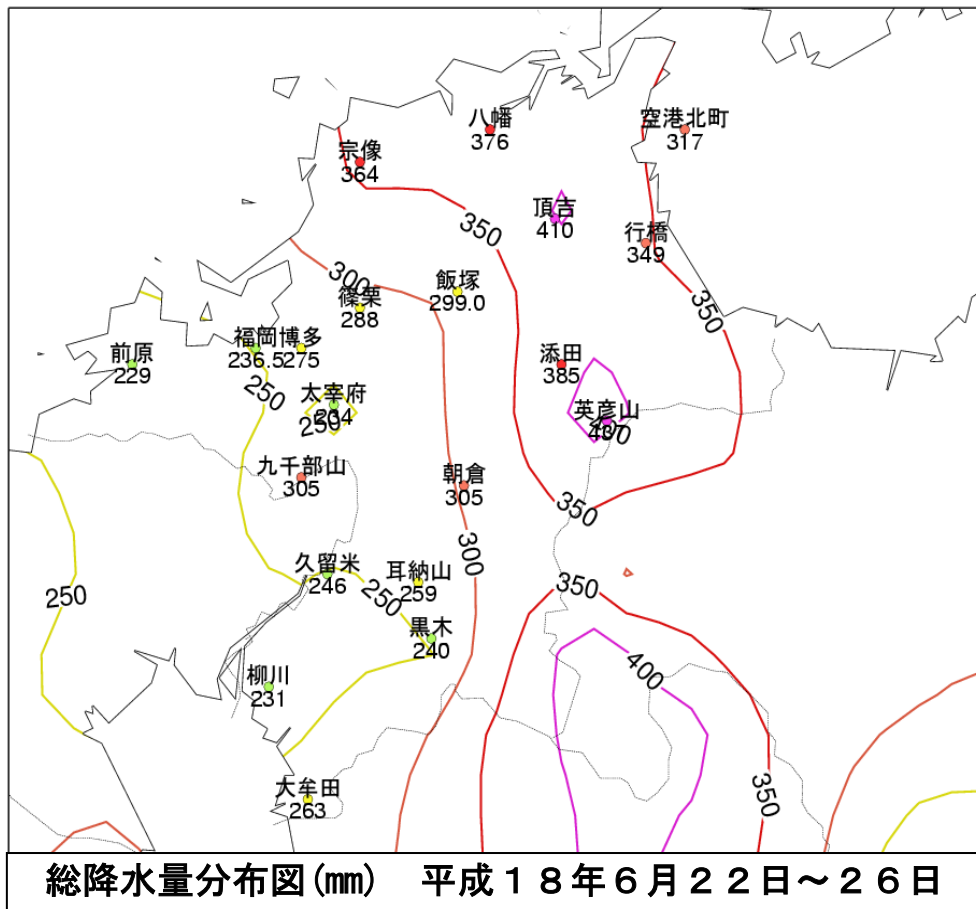 八幡
376
空港北町
317
宗像
364
頂吉
410
350
行橋
349
300
飯塚
299.0
篠栗
288
350
福岡
236.5
博多
275
前原
229
添田
385
250
太宰府
234
250
英彦山
400
九千部山
305
朝倉
305
350
300
久留米
246
耳納山
259
250
250
350
黒木
240
400
柳川
231
大牟田
263
350
総降水量分布図(mm) 平成18年6月22日~26日